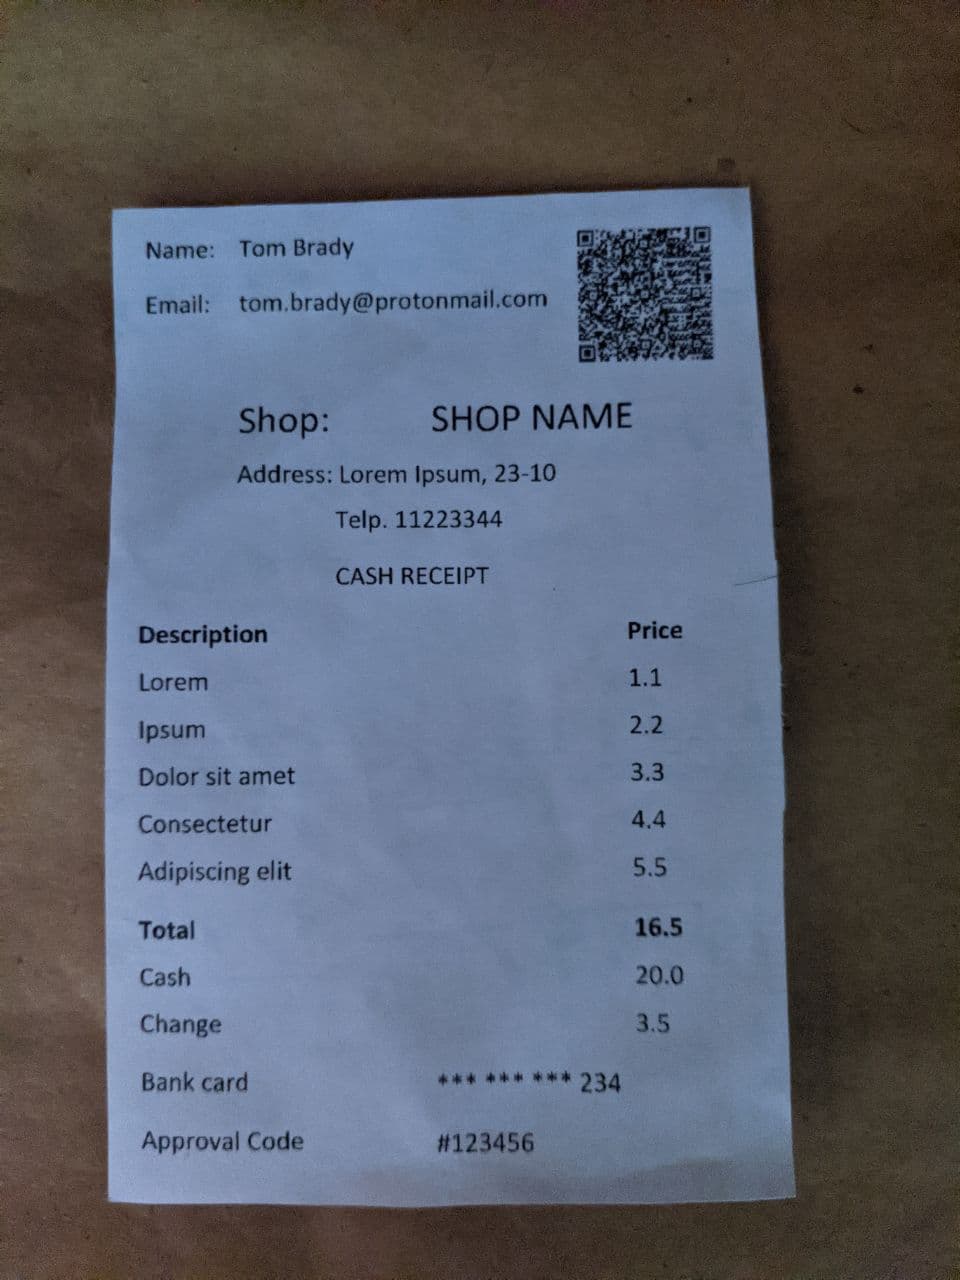 Name: Tom Brady
Email: tom.brady@protonmail.com
Shop: SHOP NAME
Address: Lorem Ipsum, 23-10
Telp. 11223344
CASH RECEIPT
Description Price
Lorem 1.1
Ipsum 2.2
Dolor sit amet 3.3
Consectetur 4.4
Adipiscing elit 5.5
Total 16.5
Cash 20.0
Change 3.5
Bank card *** *** *** 234
Approval Code #123456